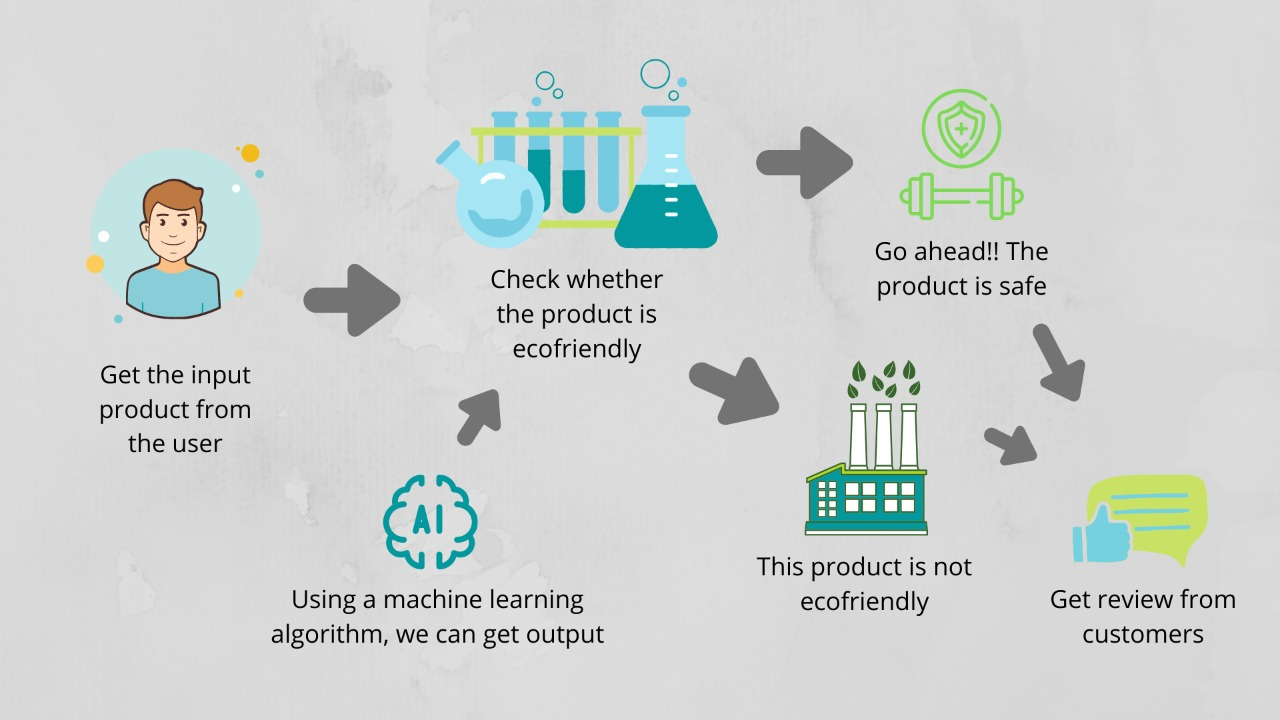 Get the input
product from
the user
Check whether
the product is
ecofriendly
AI
Using a machine learning
algorithm, we can get output
Go ahead!! The
product is safe
This product is not
ecofriendly
Get review from
customers